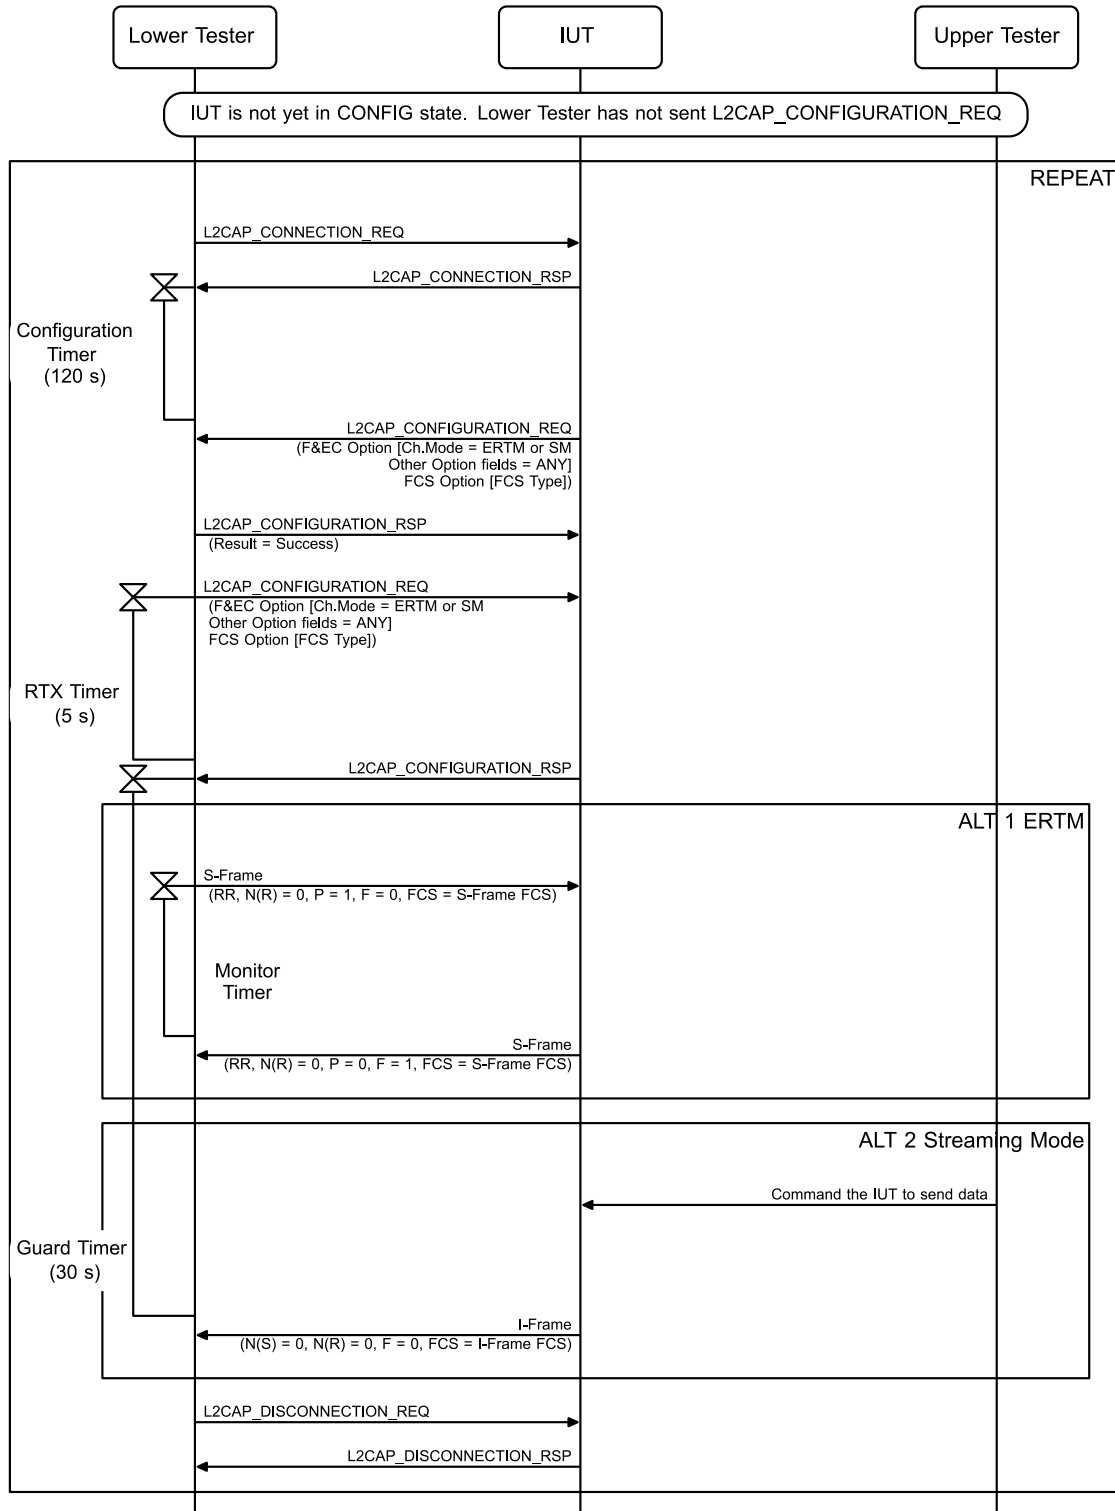 Lower Tester
IUT
Upper Tester
IUT is not yet in CONFIG state. Lower Tester has not sent L2CAP_CONFIGURATION_REQ
REPEAT
L2CAP_CONNECTION_REQ
L2CAP_CONNECTION_RSP
Configuration
Timer
(120 s)
L2CAP_CONFIGURATION_REQ
(F&EC Option [Ch.Mode = ERTM or SM
Other Option fields = ANY]
FCS Option [FCS Type])
L2CAP_CONFIGURATION_RSP
(Result = Success)
L2CAP_CONFIGURATION_REQ
(F&EC Option [Ch.Mode = ERTM or SM
Other Option fields = ANY]
FCS Option [FCS Type])
RTX Timer
(5 s)
L2CAP_CONFIGURATION_RSP
ALT 1 ERTM
S-Frame
(RR, N(R) = 0, P = 1, F = 0, FCS = S-Frame FCS)
Monitor
Timer
S-Frame
(RR, N(R) = 0, P = 0, F = 1, FCS = S-Frame FCS)
ALT 2 Streaming Mode
Command the IUT to send data
Guard Timer
(30 s)
I-Frame
(N(S) = 0, N(R) = 0, F = 0, FCS = I-Frame FCS)
L2CAP_DISCONNECTION_REQ
L2CAP_DISCONNECTION_RSP